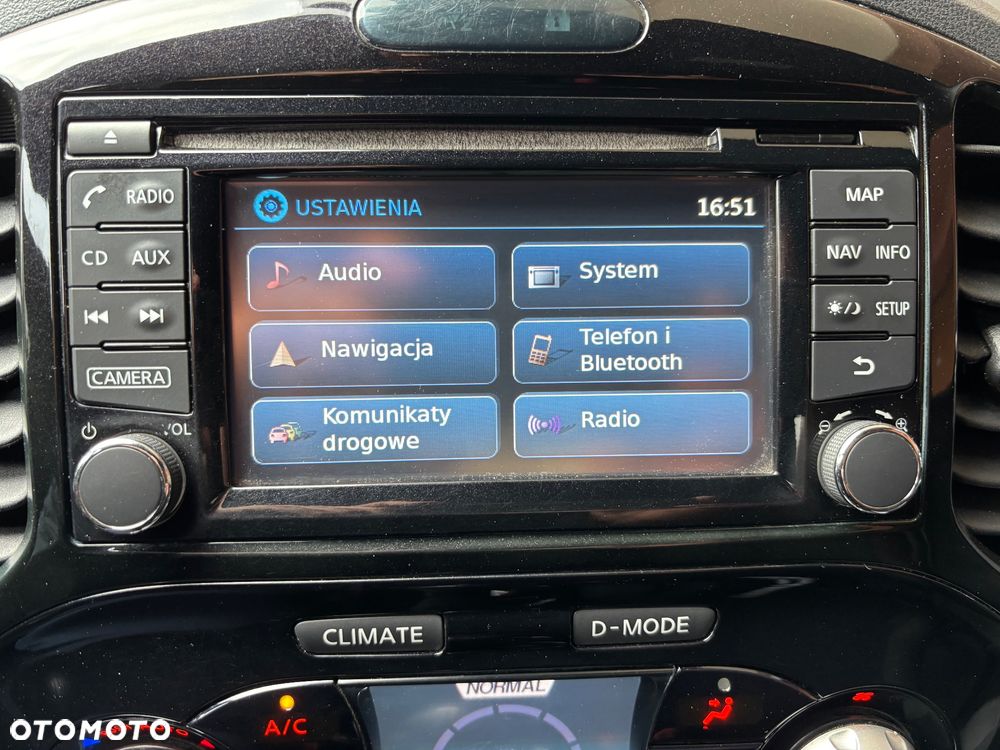 RADIO
MAP
USTAWIENIA 16:51
CD AUX
NAV INFO
Audio
System
SETUP
Nawigacja
Telefon i
Bluetooth
CAMERA
Komunikaty
drogowe
Radio
VOL
CLIMATE
D-MODE
NORMAL
A/C
OTOMOTO